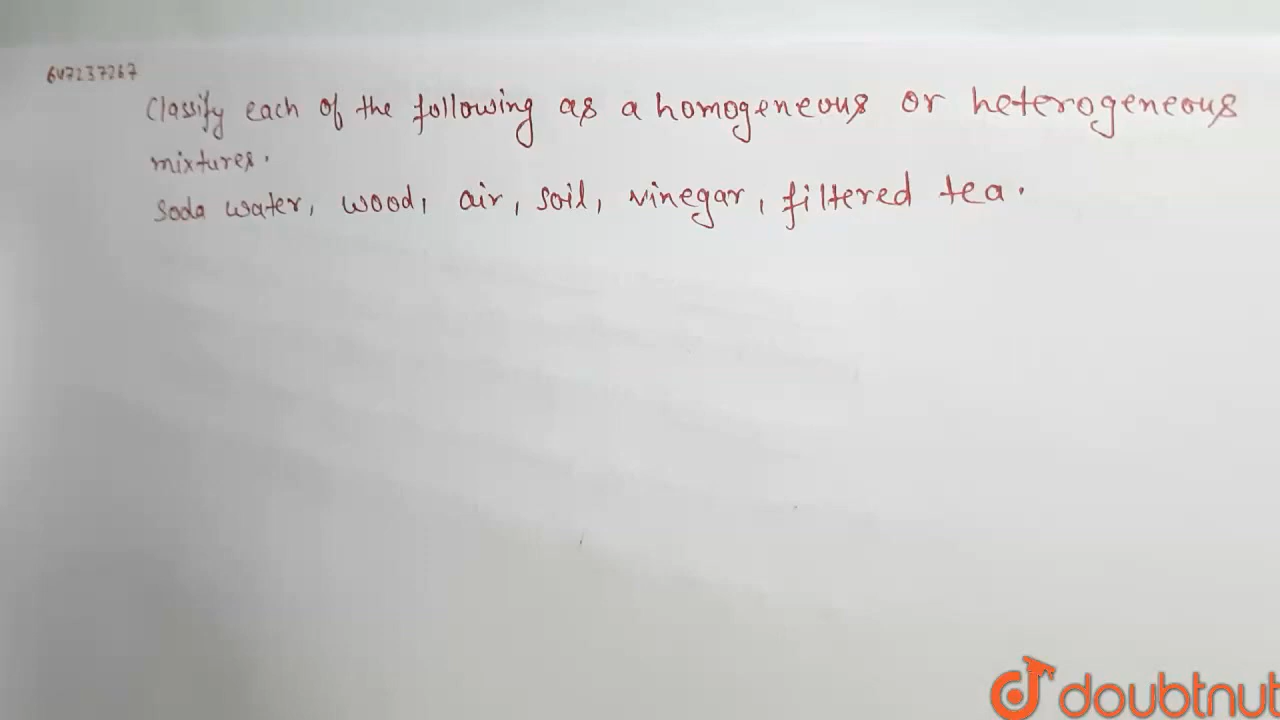 647237267
Classify each of the following as a homogeneous or heterogeneous
mixtures.
Soda water, wood, air, soil, vinegar, filtered tea.
doubtnut